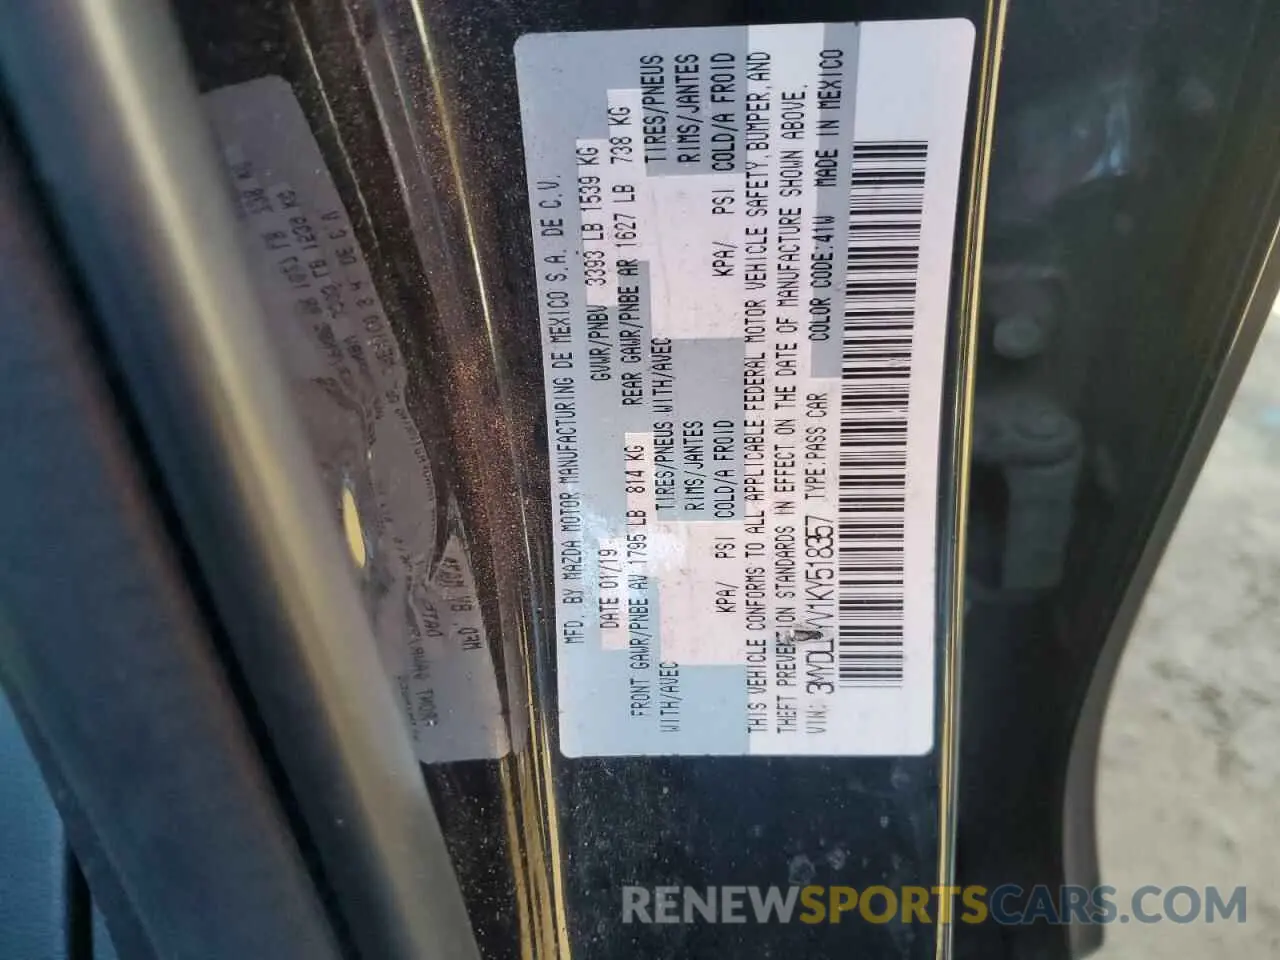 MFD. BY MAZDA MOTOR MANUFACTURING DE MEXICO S.A. DE C.V.
DATE 01/19 GVWR/PNBV 3393 LB 1539 KG
FRONT GAWR/PNBE AV 1795 LB 814 KG REAR GAWR/PNBE AR 1627 LB 738 KG
WITH/AVEC TIRES/PNEUS WITH/AVEC TIRES/PNEUS
RIMS/JANTES RIMS/JANTES
KPA/ PSI COLD/A FROID KPA/ PSI COLD/A FROID
THIS VEHICLE CONFORMS TO ALL APPLICABLE FEDERAL MOTOR VEHICLE SAFETY, BUMPER, AND
THEFT PREVENTION STANDARDS IN EFFECT ON THE DATE OF MANUFACTURE SHOWN ABOVE.
VIN: 3MYDL V1KY518357 TYPE:PASS CAR COLOR CODE:41W MADE IN MEXICO
RENEWSPORTSCARS.COM